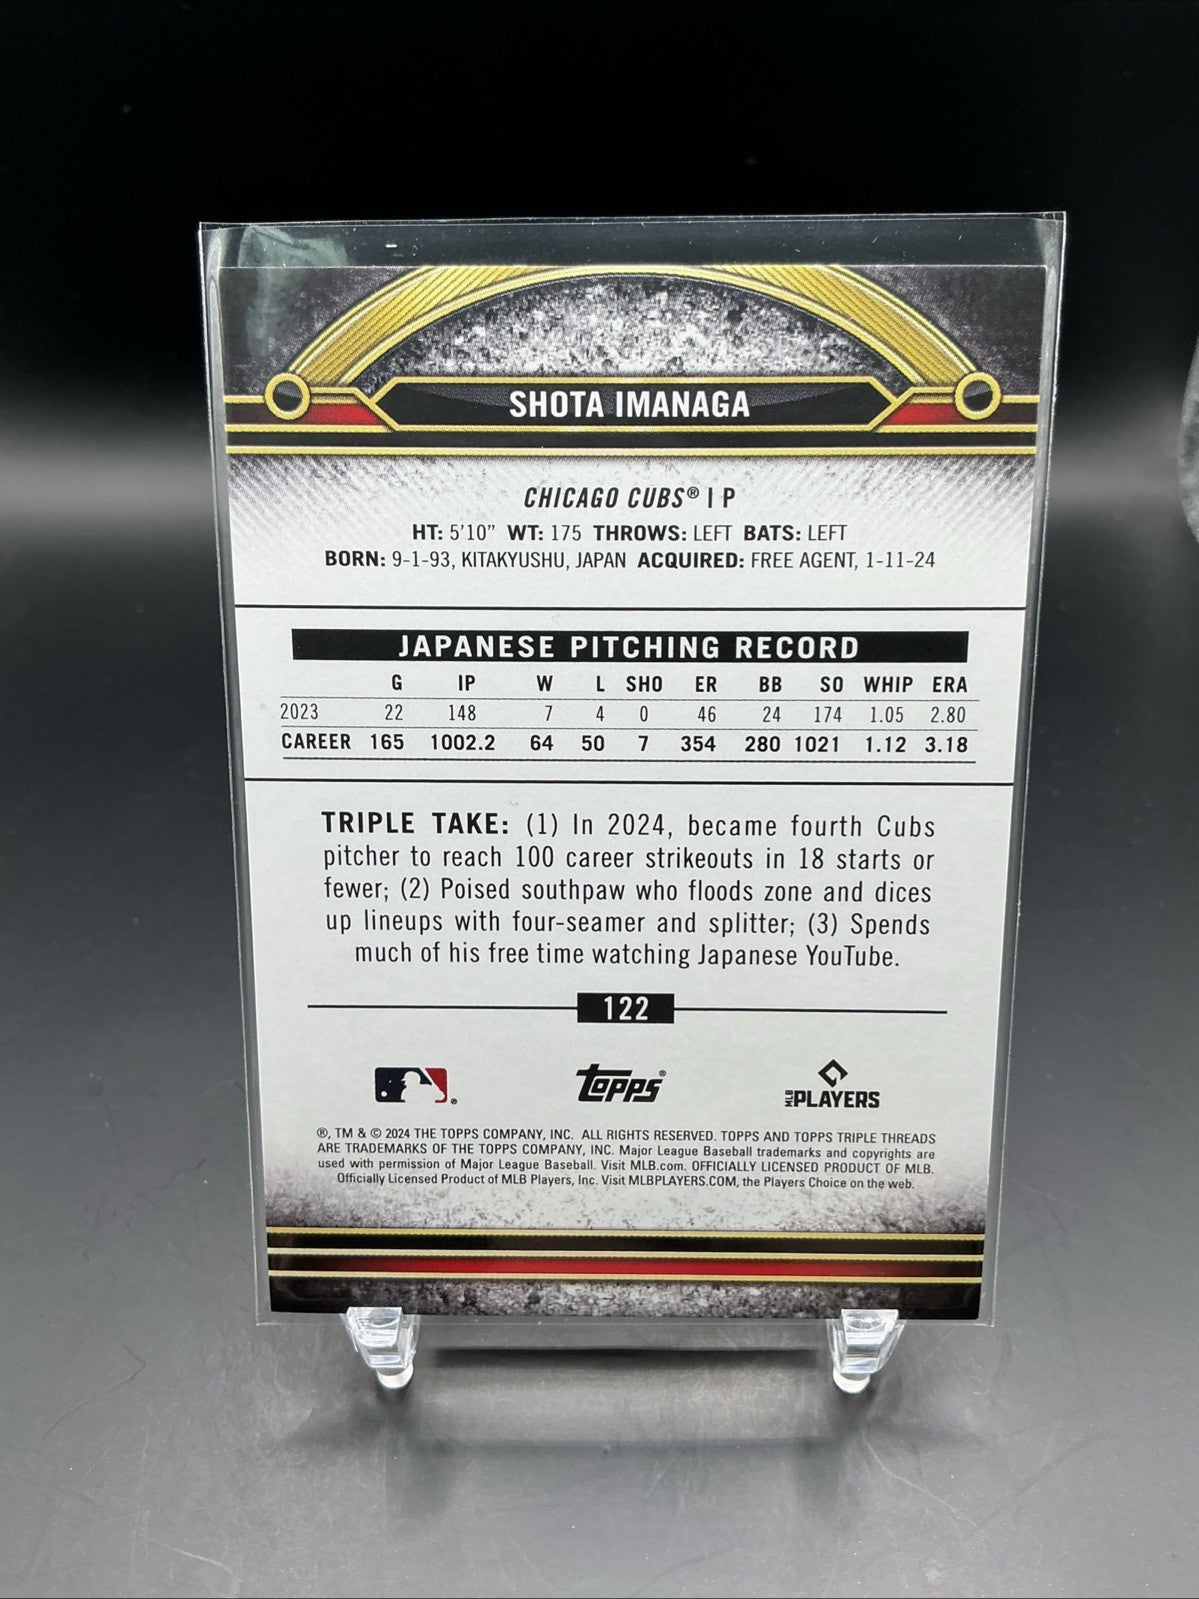 SHOTA IMANAGA
CHICAGO CUBS® | P
HT: 5'10" WT: 175 THROWS: LEFT BATS: LEFT
BORN: 9-1-93, KITAKYUSHU, JAPAN ACQUIRED: FREE AGENT, 1-11-24
JAPANESE PITCHING RECORD
G IP W L SHO ER BB SO WHIP ERA
2023 22 148 7 4 0 46 24 174 1.05 2.80
CAREER 165 1002.2 64 50 7 354 280 1021 1.12 3.18
TRIPLE TAKE: (1) In 2024, became fourth Cubs
pitcher to reach 100 career strikeouts in 18 starts or
fewer; (2) Poised southpaw who floods zone and dices
up lineups with four-seamer and splitter; (3) Spends
much of his free time watching Japanese YouTube.
122
topps®
MLB PLAYERS
®, TM & © 2024 THE TOPPS COMPANY, INC. ALL RIGHTS RESERVED. TOPPS AND TOPPS TRIPLE THREADS
ARE TRADEMARKS OF THE TOPPS COMPANY, INC. Major League Baseball trademarks and copyrights are
used with permission of Major League Baseball. Visit MLB.com. OFFICIALLY LICENSED PRODUCT OF MLB.
Officially Licensed Product of MLB Players, Inc. Visit MLBPLAYERS.COM, the Players Choice on the web.